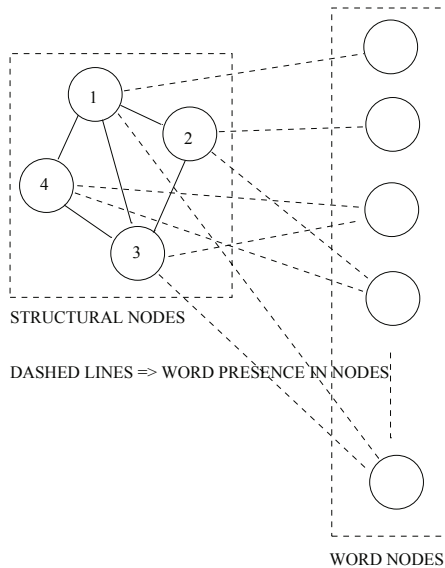 1
2
4
3
STRUCTURAL NODES
DASHED LINES => WORD PRESENCE IN NODES
WORD NODES